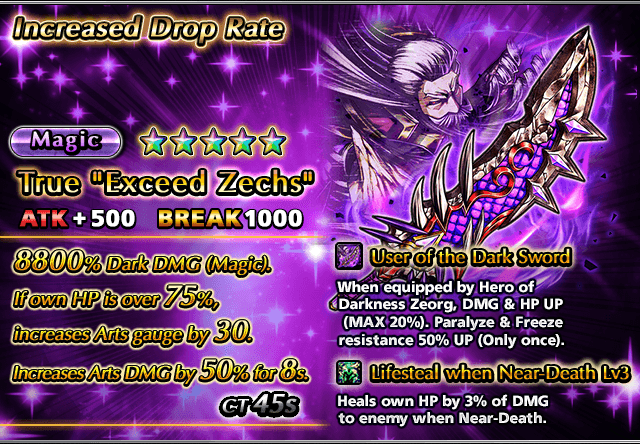 Increased Drop Rate
Magic
True "Exceed Zechs"
ATK +500 BREAK 1000
8800% Dark DMG (Magic).
If own HP is over 75%,
increases Arts gauge by 30.
Increases Arts DMG by 50% for 8s.
CT 45s
User of the Dark Sword
When equipped by Hero of
Darkness Zeorg, DMG & HP UP
(MAX 20%). Paralyze & Freeze
resistance 50% UP (Only once).
Lifesteal when Near-Death Lv3
Heals own HP by 3% of DMG
to enemy when Near-Death.